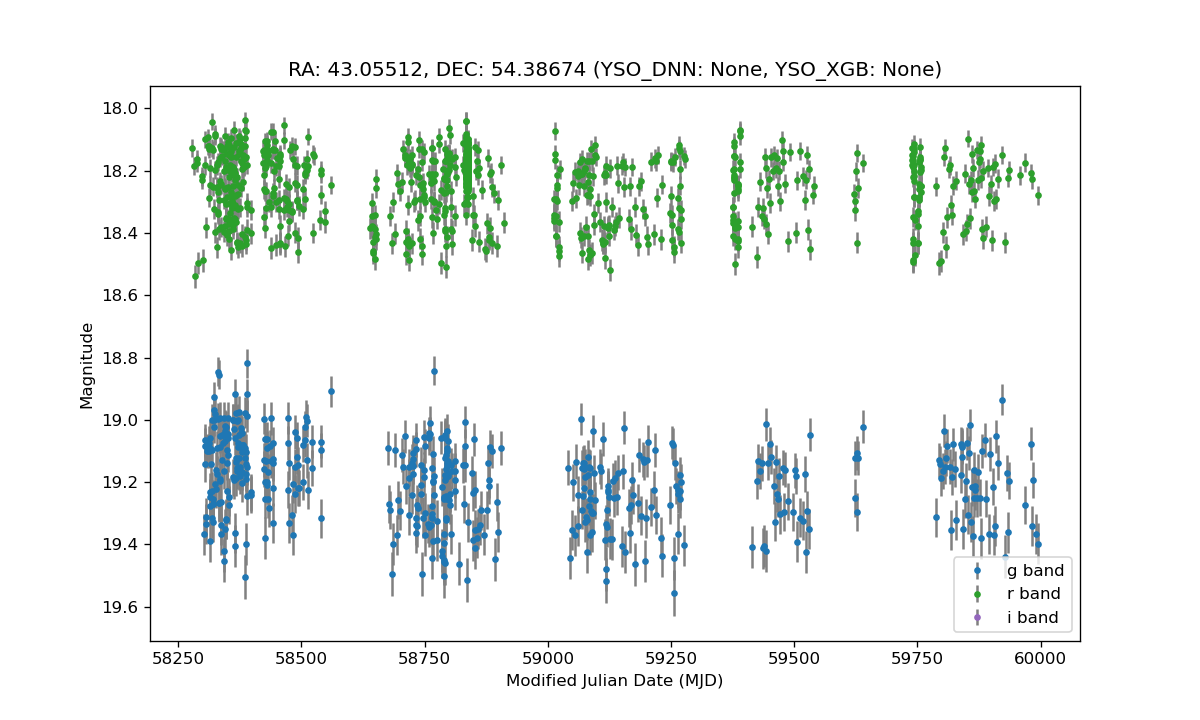 RA: 43.05512, DEC: 54.38674 (YSO_DNN: None, YSO_XGB: None)
18.0
18.2
18.4
18.6
18.8
19.0
19.2
19.4
19.6
Magnitude
g band
r band
i band
58250
58500
58750
59000
59250
59500
59750
60000
Modified Julian Date (MJD)